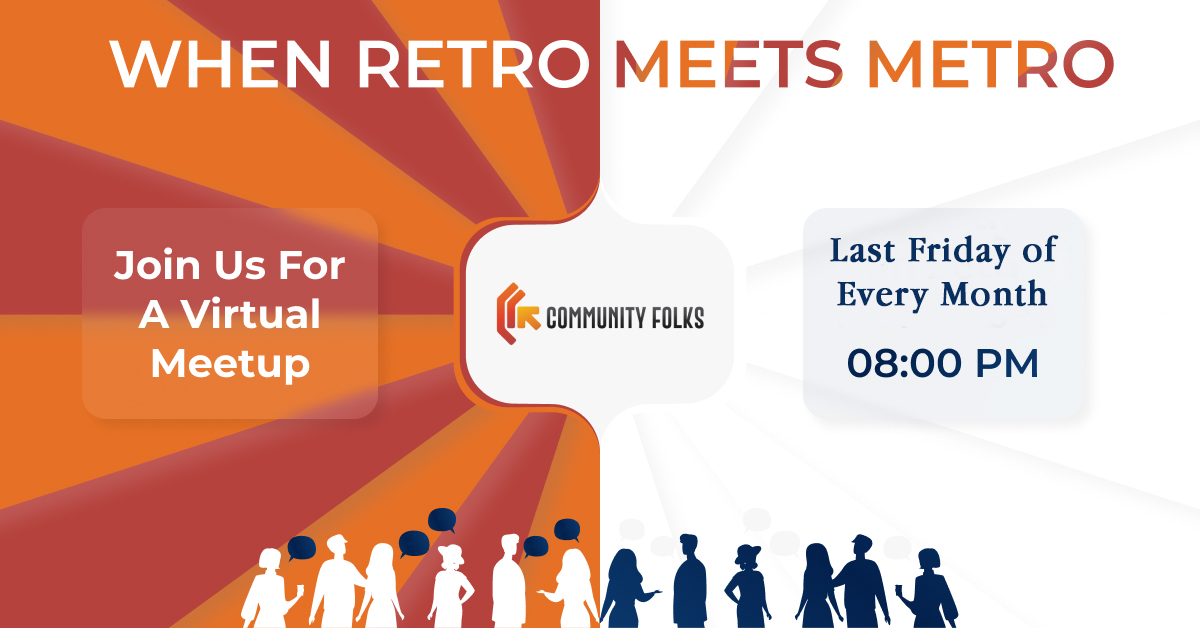 WHEN RETRO MEETS METRO
Join Us For
A Virtual
Meetup
COMMUNITY FOLKS
Last Friday of
Every Month
08:00 PM